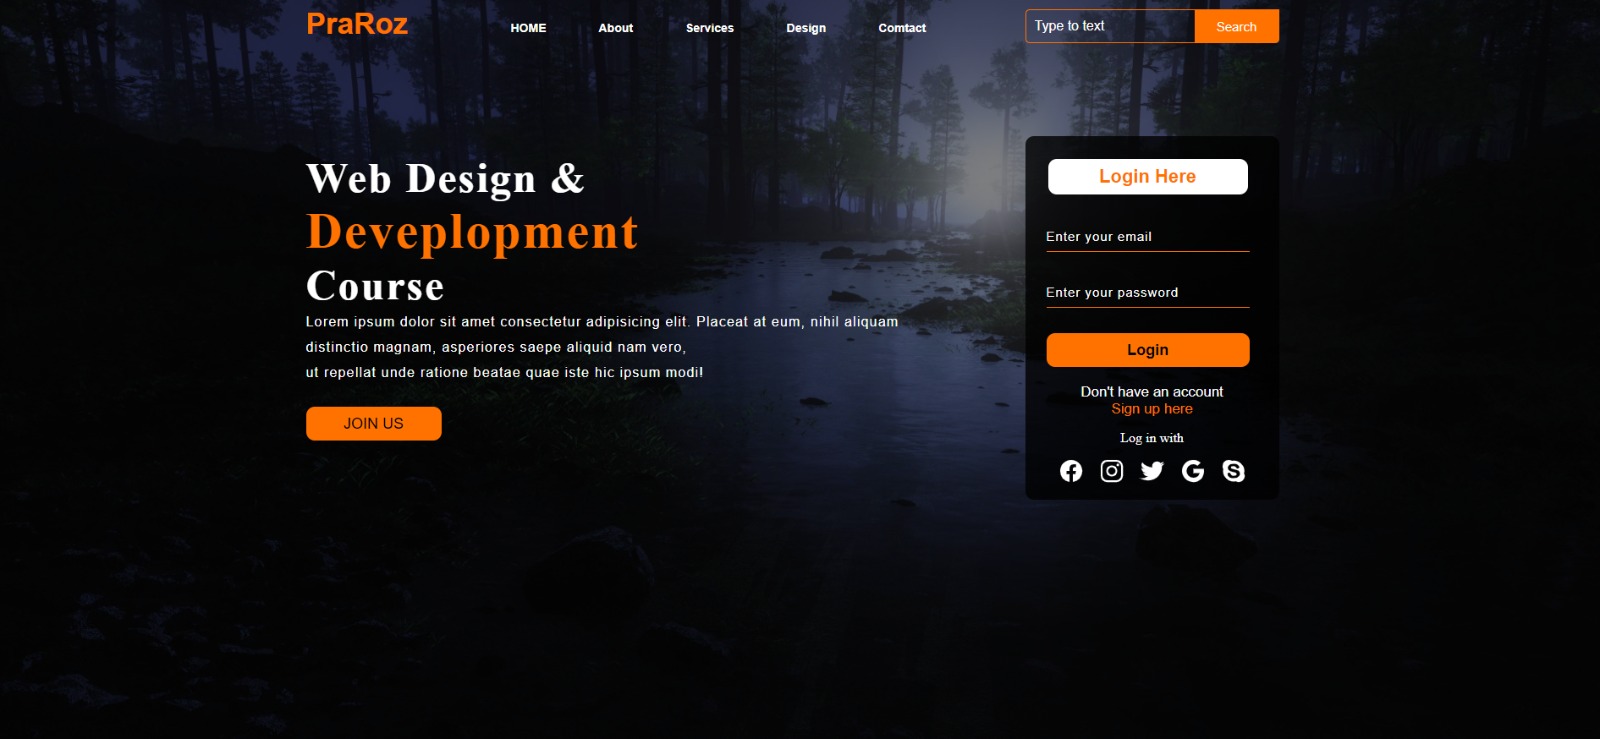 PraRoz
HOME
About
Services
Design
Comtact
Type to text
Search
Web Design &
Deveplopment
Course
Lorem ipsum dolor sit amet consectetur adipisicing elit. Placeat at eum, nihil aliquam
distinctio magnam, asperiores saepe aliquid nam vero,
ut repellat unde ratione beatae quae iste hic ipsum modi!
JOIN US
Login Here
Enter your email
Enter your password
Login
Don't have an account
Sign up here
Log in with